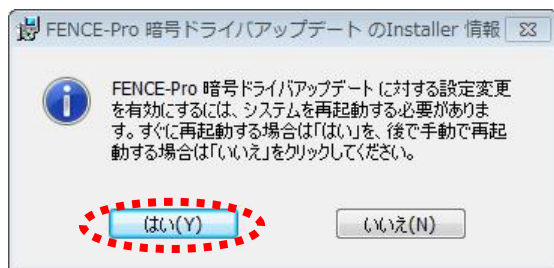 FENCE-Pro 暗号ドライバアップデート のInstaller 情報
FENCE-Pro 暗号ドライバアップデート に対する設定変更
を有効にするには、システムを再起動する必要がありま
す。すぐに再起動する場合は「はい」を、後で手動で再起
動する場合は「いいえ」をクリックしてください。
はい(Y)
いいえ(N)